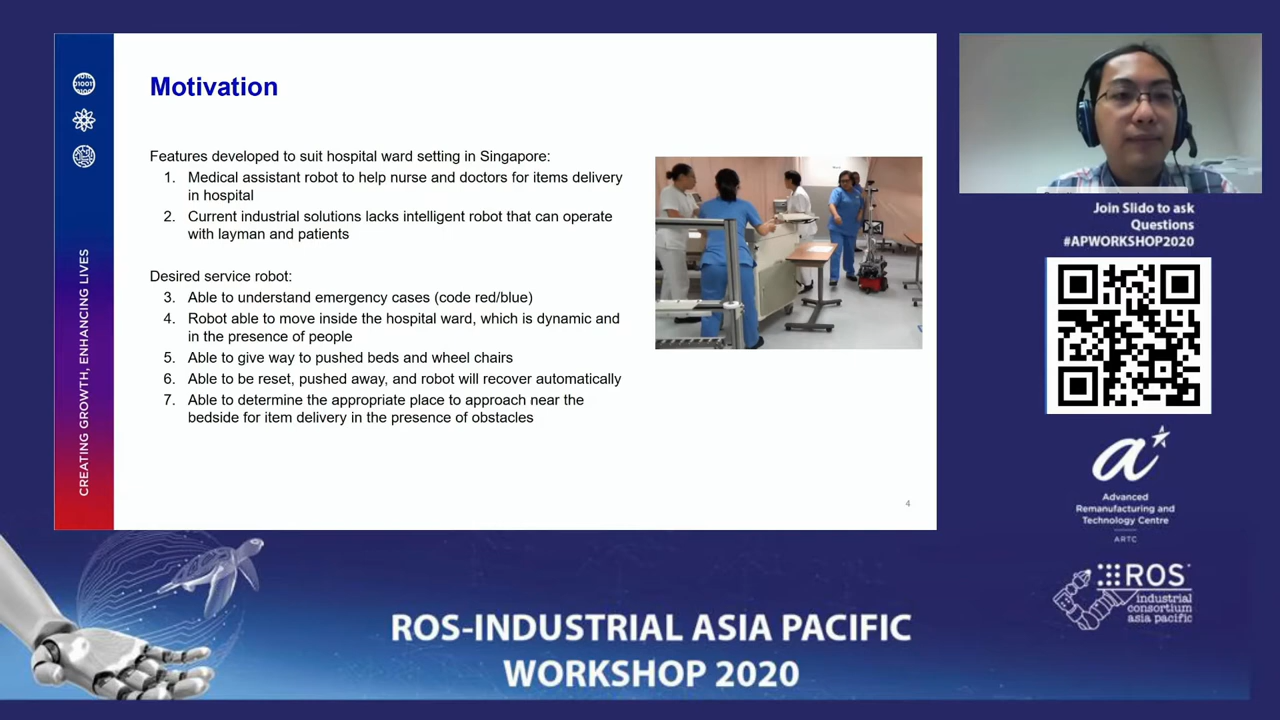 Motivation
Features developed to suit hospital ward setting in Singapore:
1. Medical assistant robot to help nurse and doctors for items delivery
in hospital
2. Current industrial solutions lacks intelligent robot that can operate
with layman and patients
Desired service robot:
3. Able to understand emergency cases (code red/blue)
4. Robot able to move inside the hospital ward, which is dynamic and
in the presence of people
5. Able to give way to pushed beds and wheel chairs
6. Able to be reset, pushed away, and robot will recover automatically
7. Able to determine the appropriate place to approach near the
bedside for item delivery in the presence of obstacles
4
CREATING GROWTH, ENHANCING LIVES
Join Slido to ask
Questions
#APWORKSHOP2020
a
Advanced
Remanufacturing and
Technology Centre
ARTC
ROS
industrial
consortium
asia pacific
ROS-INDUSTRIAL ASIA PACIFIC
WORKSHOP 2020